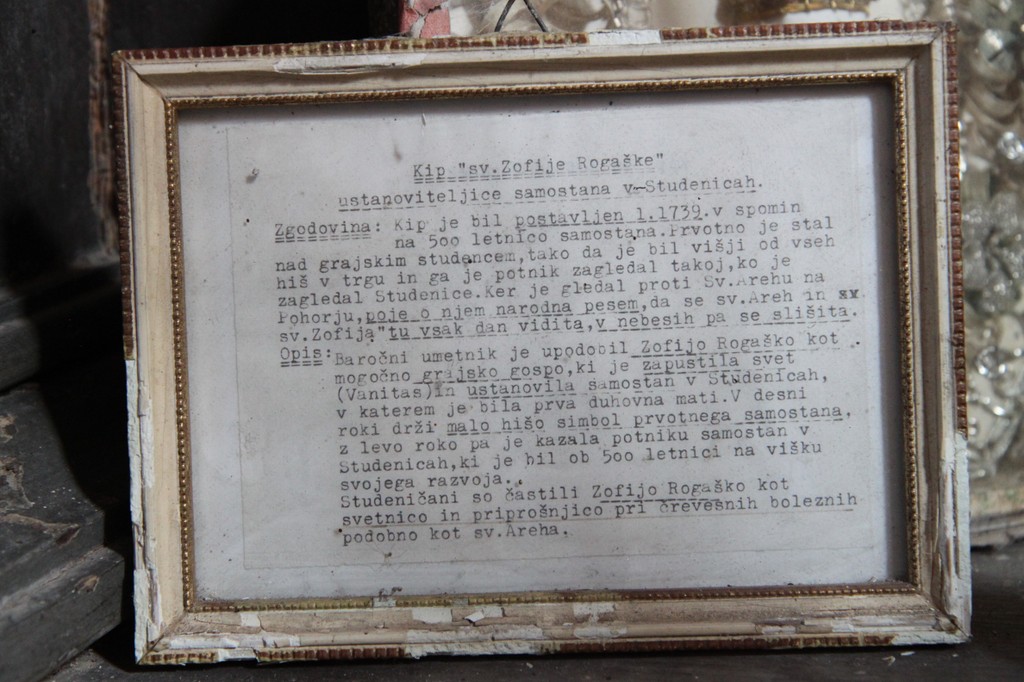 Kip "sv.Zofije Rogaške"
ustanoviteljice samostana v Studenicah.
Zgodovina: Kip je bil postavljen l.1739.v spomin
na 500 letnico samostana.Prvotno je stal
nad grajskim studencem,tako da je bil višji od vseh
hiš v trgu in ga je potnik zagledal takoj,ko je
zagledal Studenice.Ker je gledal proti Sv.Arehu na
Pohorju,poje o njem narodna pesem,da se sv.Areh in
sv.Zofija"tu vsak dan vidita,v nebesih pa se slišita.
Opis:Baročni umetnik je upodobil Zofijo Rogaško kot
mogočno grajsko gospo,ki je zapustila svet
(Vanitas)in ustanovila samostan v Studenicah,
v katerem je bila prva duhovna mati.V desni
roki drži malo hišo simbol prvotnega samostana,
z levo roko pa je kazala potniku samostan v
Studenicah,ki je bil ob 500 letnici na višku
svojega razvoja.
Studeničani so častili Zofijo Rogaško kot
svetnico in priprošnjico pri črevesnih boleznih
podobno kot sv.Areha.